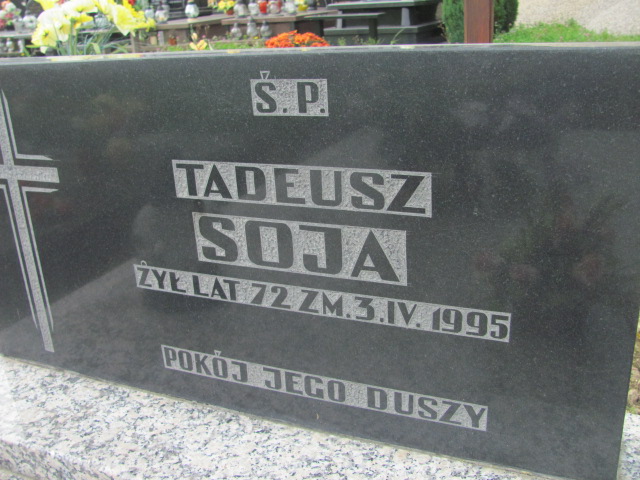 Ś.P.
TADEUSZ
SOJA
ŻYŁ LAT 72 ZM.3.IV.1995
POKÓJ JEGO DUSZY